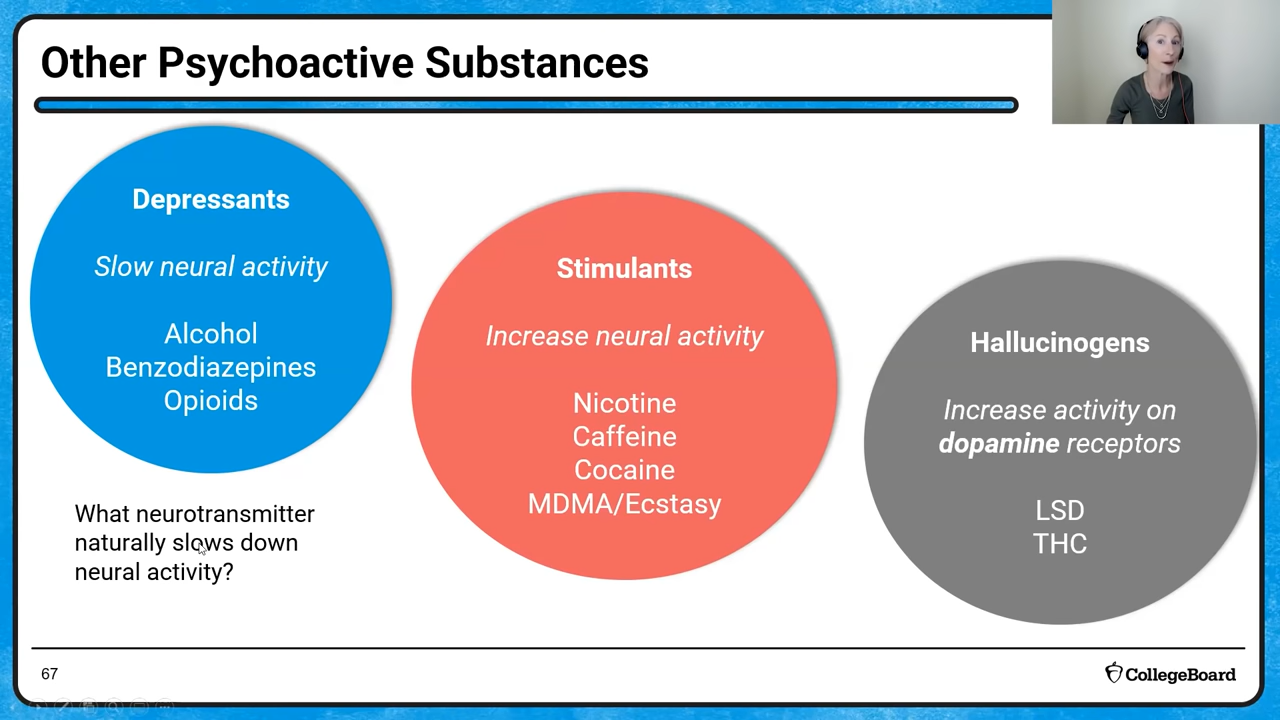 Other Psychoactive Substances
Depressants
Slow neural activity
Alcohol
Benzodiazepines
Opioids
What neurotransmitter
naturally slows down
neural activity?
Stimulants
Increase neural activity
Nicotine
Caffeine
Cocaine
MDMA/Ecstasy
Hallucinogens
Increase activity on
dopamine receptors
LSD
THC
67
CollegeBoard